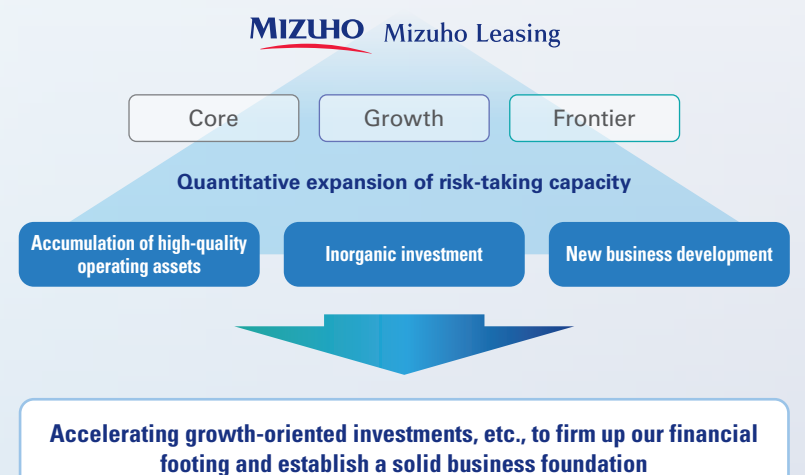 MIZUHO Mizuho Leasing
Core Growth Frontier
Quantitative expansion of risk-taking capacity
Accumulation of high-quality
operating assets
Inorganic investment
New business development
Accelerating growth-oriented investments, etc., to firm up our financial
footing and establish a solid business foundation